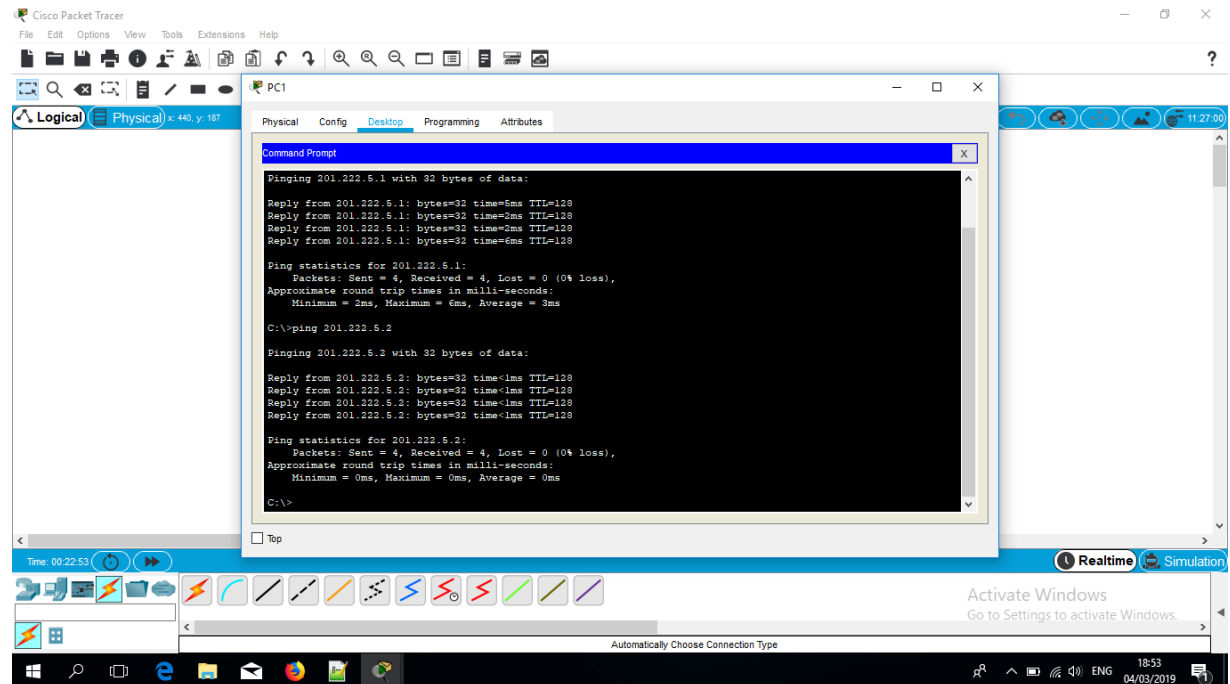 Cisco Packet Tracer
File Edit Options View Tools Extensions Help
?
PC1
Logical Physical x: 440, y: 187
11:27:00
Physical Config Desktop Programming Attributes
Command Prompt
X
Pinging 201.222.5.1 with 32 bytes of data:
Reply from 201.222.5.1: bytes=32 time=5ms TTL=128
Reply from 201.222.5.1: bytes=32 time=2ms TTL=128
Reply from 201.222.5.1: bytes=32 time=2ms TTL=128
Reply from 201.222.5.1: bytes=32 time=6ms TTL=128
Ping statistics for 201.222.5.1:
Packets: Sent = 4, Received = 4, Lost = 0 (0% loss),
Approximate round trip times in milli-seconds:
Minimum = 2ms, Maximum = 6ms, Average = 3ms
C:\>ping 201.222.5.2
Pinging 201.222.5.2 with 32 bytes of data:
Reply from 201.222.5.2: bytes=32 time<1ms TTL=128
Reply from 201.222.5.2: bytes=32 time<1ms TTL=128
Reply from 201.222.5.2: bytes=32 time<1ms TTL=128
Reply from 201.222.5.2: bytes=32 time<1ms TTL=128
Ping statistics for 201.222.5.2:
Packets: Sent = 4, Received = 4, Lost = 0 (0% loss),
Approximate round trip times in milli-seconds:
Minimum = 0ms, Maximum = 0ms, Average = 0ms
C:\>
Top
Time: 00:22:53
Realtime Simulation
Activate Windows
Go to Settings to activate Windows.
Automatically Choose Connection Type
ENG
18:53
04/03/2019